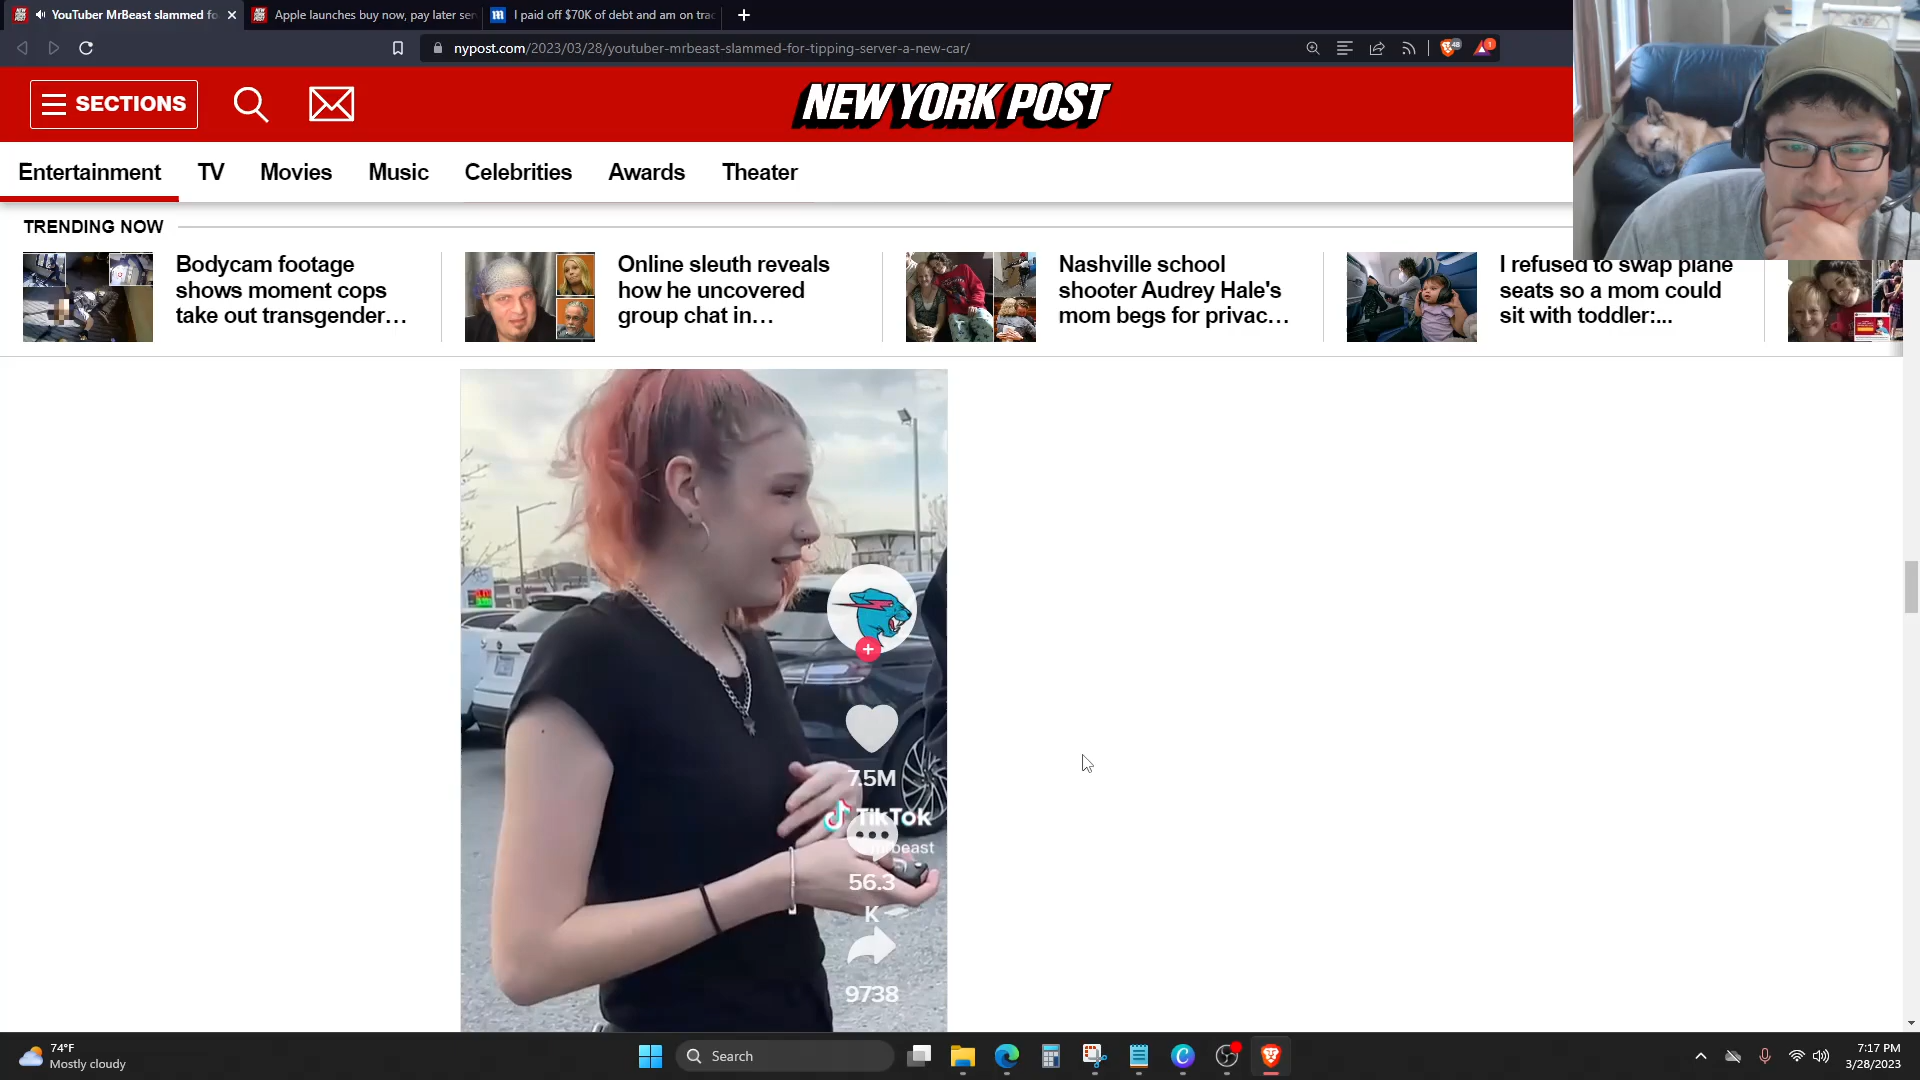 YouTuber MrBeast slammed fo
Apple launches buy now, pay later ser
I paid off $70K of debt and am on trac
nypost.com/2023/03/28/youtuber-mrbeast-slammed-for-tipping-server-a-new-car/
48
1
SECTIONS
NEW YORK POST
Entertainment TV Movies Music Celebrities Awards Theater
TRENDING NOW
Bodycam footage
shows moment cops
take out transgender...
Online sleuth reveals
how he uncovered
group chat in...
Nashville school
shooter Audrey Hale's
mom begs for privac...
I refused to swap plane
seats so a mom could
sit with toddler:...
7.5M
TikTok
56.3
K
9738
74°F
Mostly cloudy
Search
7:17 PM
3/28/2023